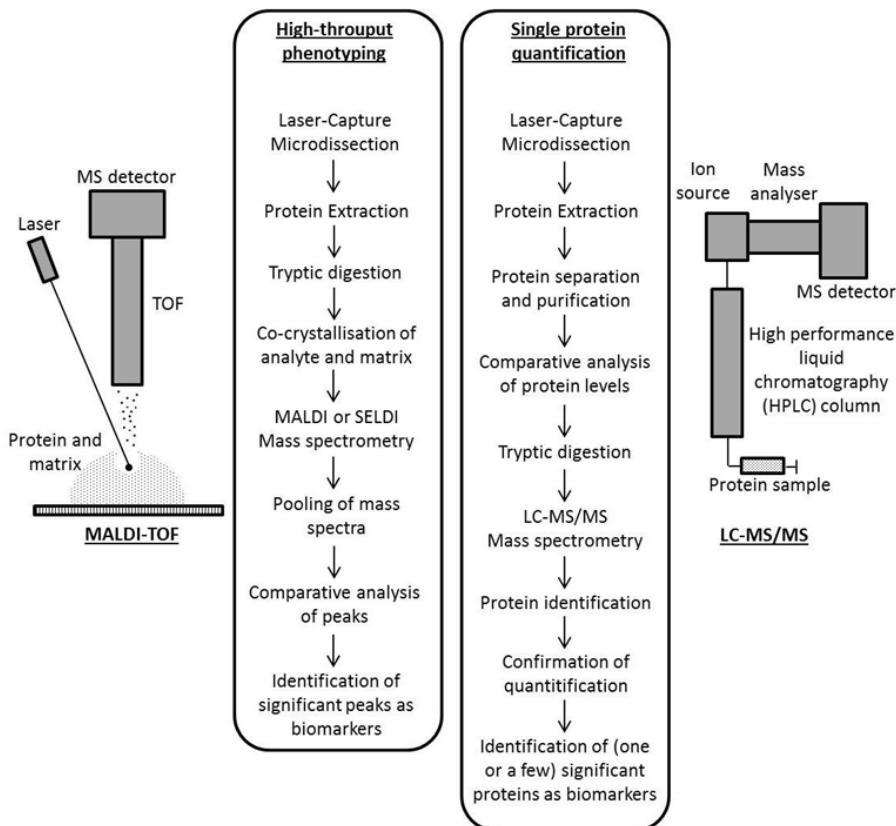 High-throuput
phenotyping
Laser-Capture
Microdissection
Protein Extraction
Tryptic digestion
Co-crystallisation of
analyte and matrix
MALDI or SELDI
Mass spectrometry
Pooling of mass
spectra
Comparative analysis
of peaks
Identification of
significant peaks as
biomarkers
Single protein
quantification
Laser-Capture
Microdissection
Protein Extraction
Protein separation
and purification
Comparative analysis
of protein levels
Tryptic digestion
LC-MS/MS
Mass spectrometry
Protein identification
Confirmation of
quantitification
Identification of (one
or a few) significant
proteins as biomarkers
MS detector
Laser
TOF
Protein and
matrix
MALDI-TOF
Ion
source
Mass
analyser
MS detector
High performance
liquid
chromatography
(HPLC) column
Protein sample
LC-MS/MS